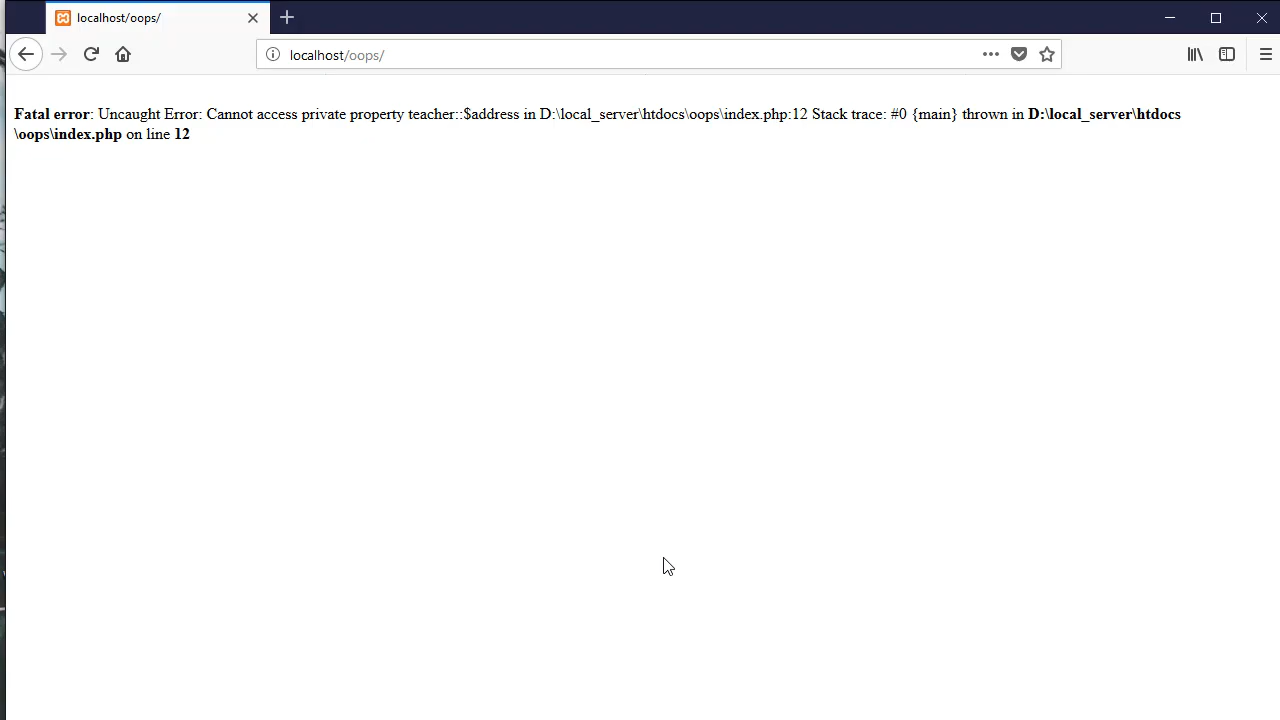 localhost/oops/
localhost/oops/
Fatal error: Uncaught Error: Cannot access private property teacher::$address in D:\local_server\htdocs\oops\index.php:12 Stack trace: #0 {main} thrown in D:\local_server\htdocs
\oops\index.php on line 12